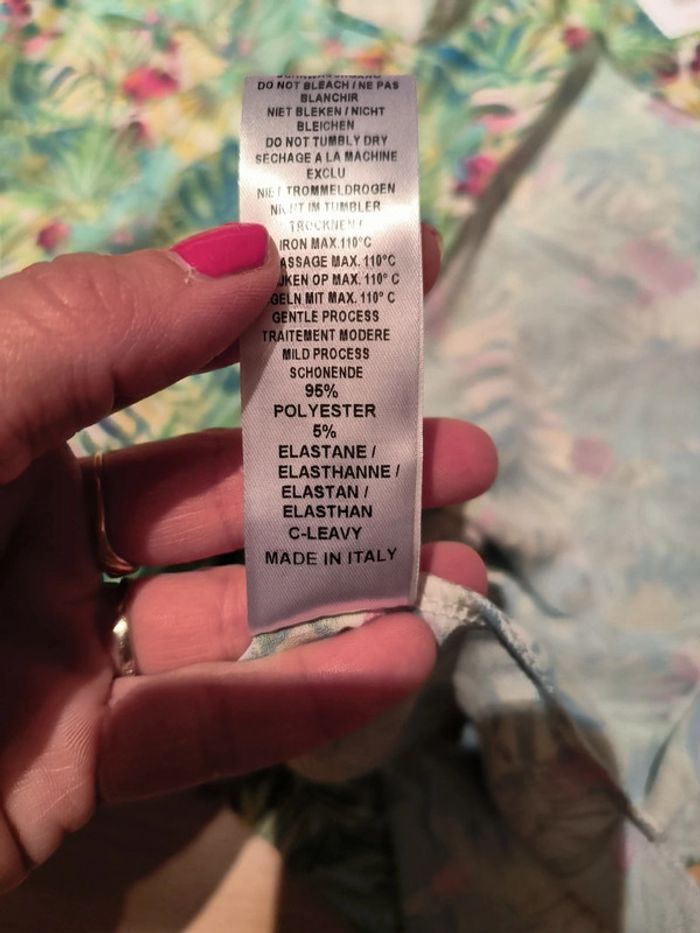 DO NOT BLEACH / NE PAS
BLANCHIR
NIET BLEKEN / NICHT
BLEICHEN
DO NOT TUMBLY DRY
SECHAGE A LA MACHINE
EXCLU
TROMMELDROGEN
IM TUMBLER
TROCKNEN /
IRON MAX.110°C
MAX. 110°C
OP MAX. 110° C
MIT MAX. 110° C
GENTLE PROCESS
TRAITEMENT MODERE
MILD PROCESS
SCHONENDE
95%
POLYESTER
5%
ELASTANE /
ELASTHANNE /
ELASTAN /
ELASTHAN
C-LEAVY
MADE IN ITALY